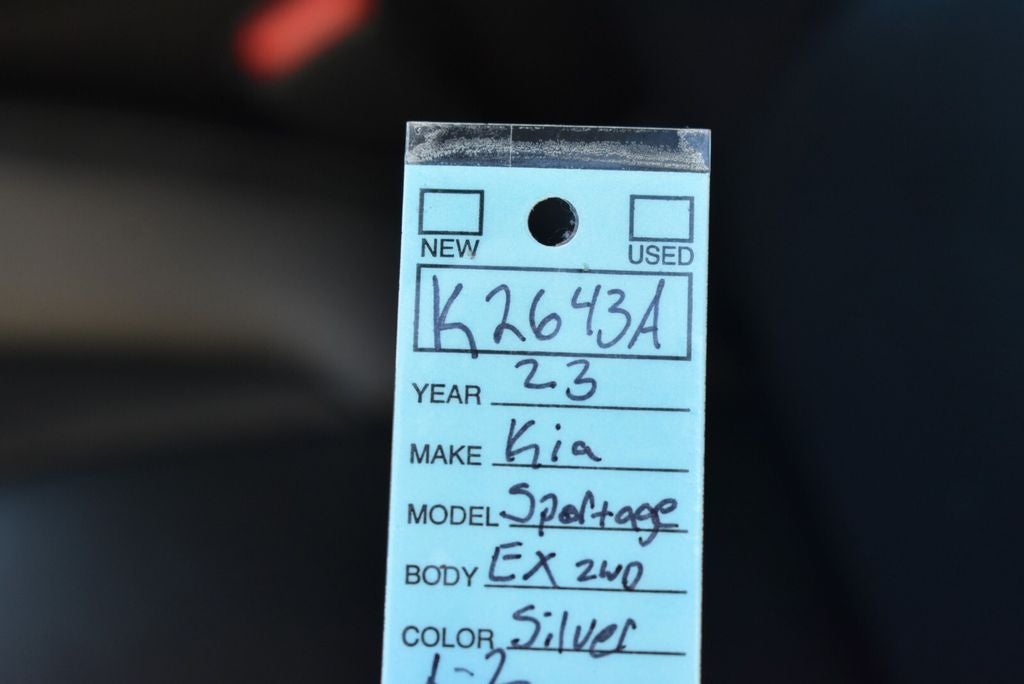 NEW USED
K2643A
YEAR 23
MAKE Kia
MODEL Sportage
BODY EX 2WD
COLOR Silver